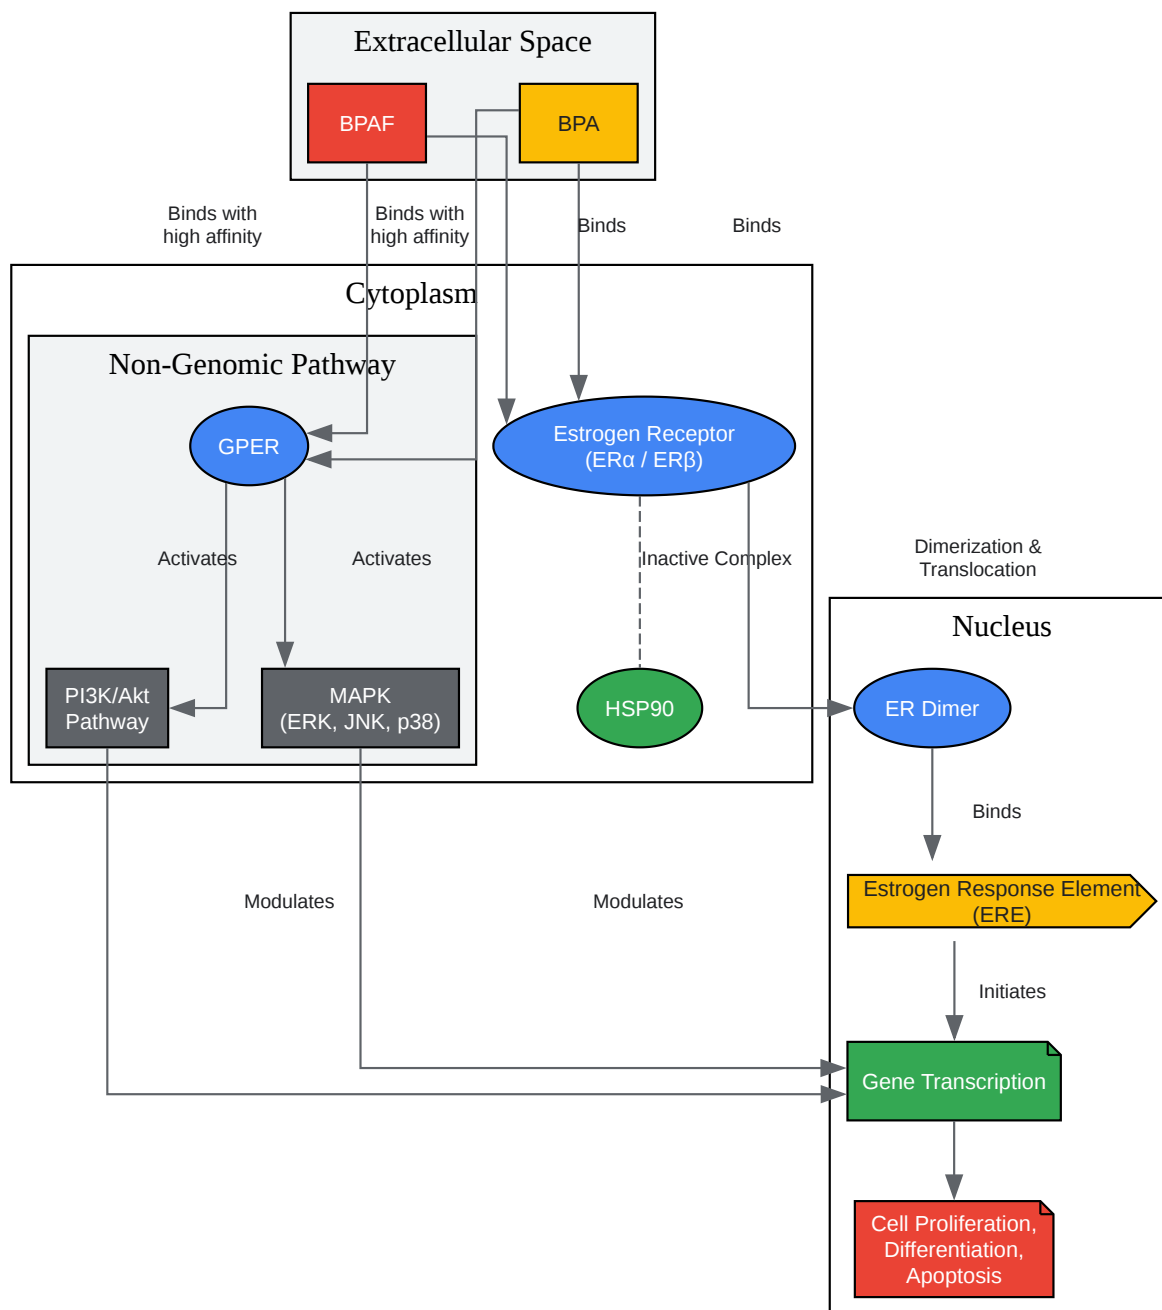 Extracellular Space
BPAF
BPA
Binds with
high affinity
Binds with
high affinity
Binds
Binds
Cytoplasm
Non-Genomic Pathway
GPER
Estrogen Receptor
(ERα / ERβ)
Activates
Activates
Inactive Complex
Dimerization &
Translocation
Nucleus
PI3K/Akt
Pathway
MAPK
(ERK, JNK, p38)
HSP90
ER Dimer
Binds
Estrogen Response Element
(ERE)
Modulates
Modulates
Initiates
Gene Transcription
Cell Proliferation,
Differentiation,
Apoptosis